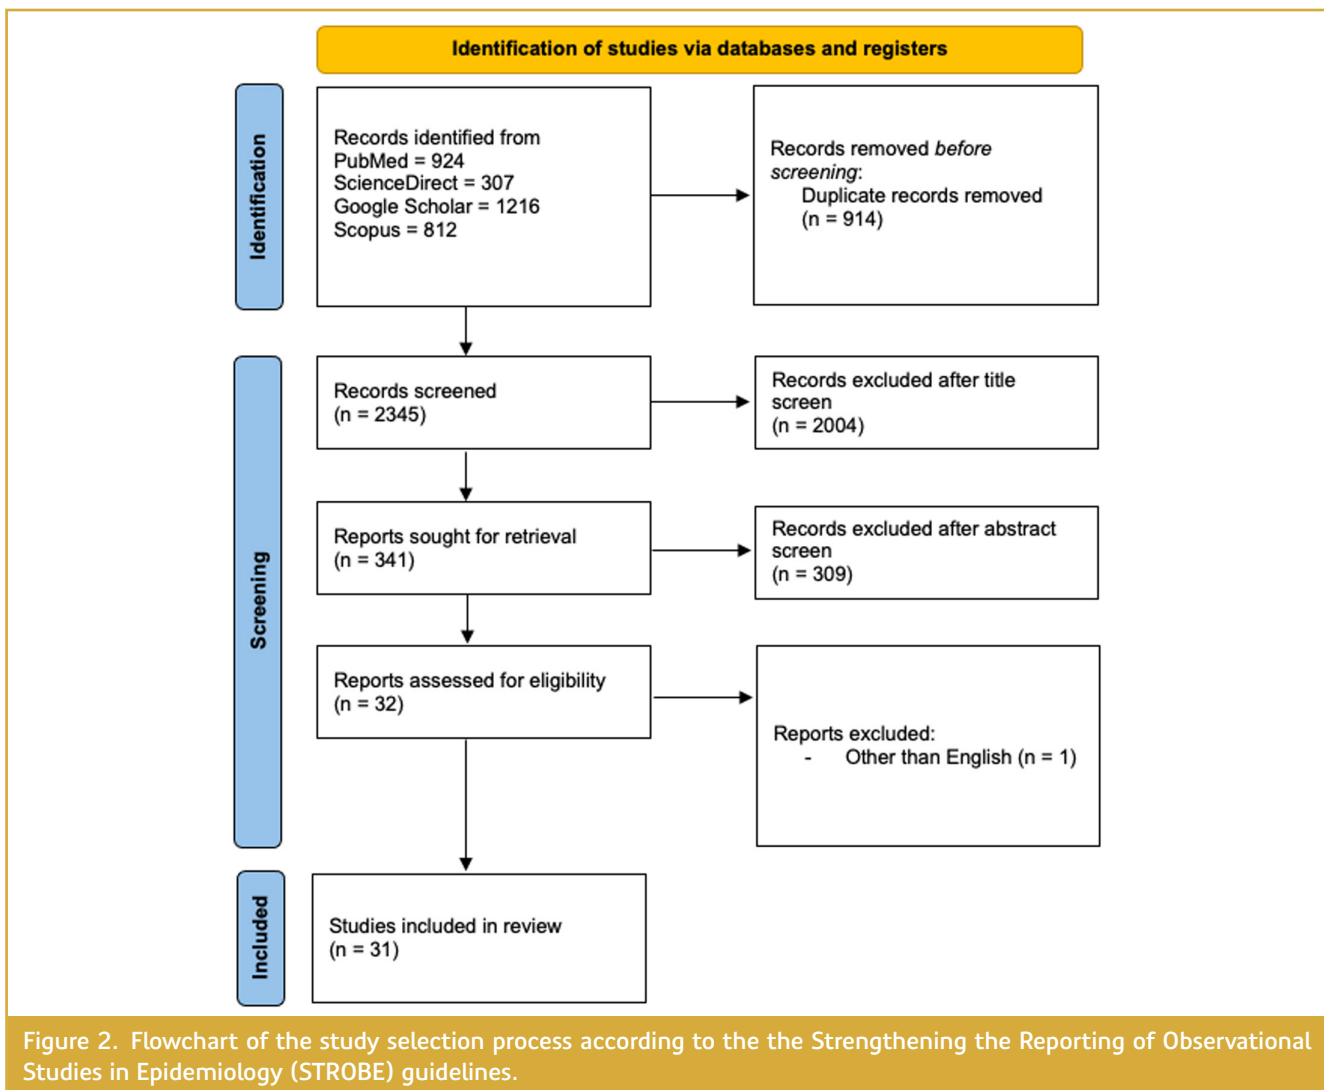 Identification of studies via databases and registers
Identification
Records identified from
PubMed = 924
ScienceDirect = 307
Google Scholar = 1216
Scopus = 812
Records removed before
screening:
Duplicate records removed
(n = 914)
Screening
Records screened
(n = 2345)
Records excluded after title
screen
(n = 2004)
Reports sought for retrieval
(n = 341)
Records excluded after abstract
screen
(n = 309)
Reports assessed for eligibility
(n = 32)
Reports excluded:
- Other than English (n = 1)
Included
Studies included in review
(n = 31)
Figure 2. Flowchart of the study selection process according to the the Strengthening the Reporting of Observational
Studies in Epidemiology (STROBE) guidelines.